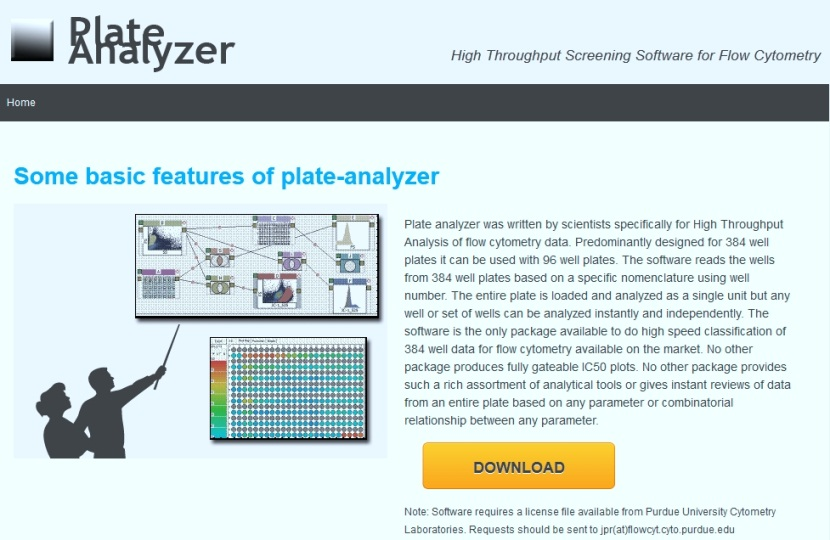 Plate
Analyzer
High Throughput Screening Software for Flow Cytometry
Home
Some basic features of plate-analyzer
Plate analyzer was written by scientists specifically for High Throughput
Analysis of flow cytometry data. Predominantly designed for 384 well
plates it can be used with 96 well plates. The software reads the wells
from 384 well plates based on a specific nomenclature using well
number. The entire plate is loaded and analyzed as a single unit but any
well or set of wells can be analyzed instantly and independently. The
software is the only package available to do high speed classification of
384 well data for flow cytometry available on the market. No other
package produces fully gateable IC50 plots. No other package provides
such a rich assortment of analytical tools or gives instant reviews of data
from an entire plate based on any parameter or combinatorial
relationship between any parameter.
DOWNLOAD
Note: Software requires a license file available from Purdue University Cytometry
Laboratories. Requests should be sent to jpr(at)flowcyt.cyto.purdue.edu